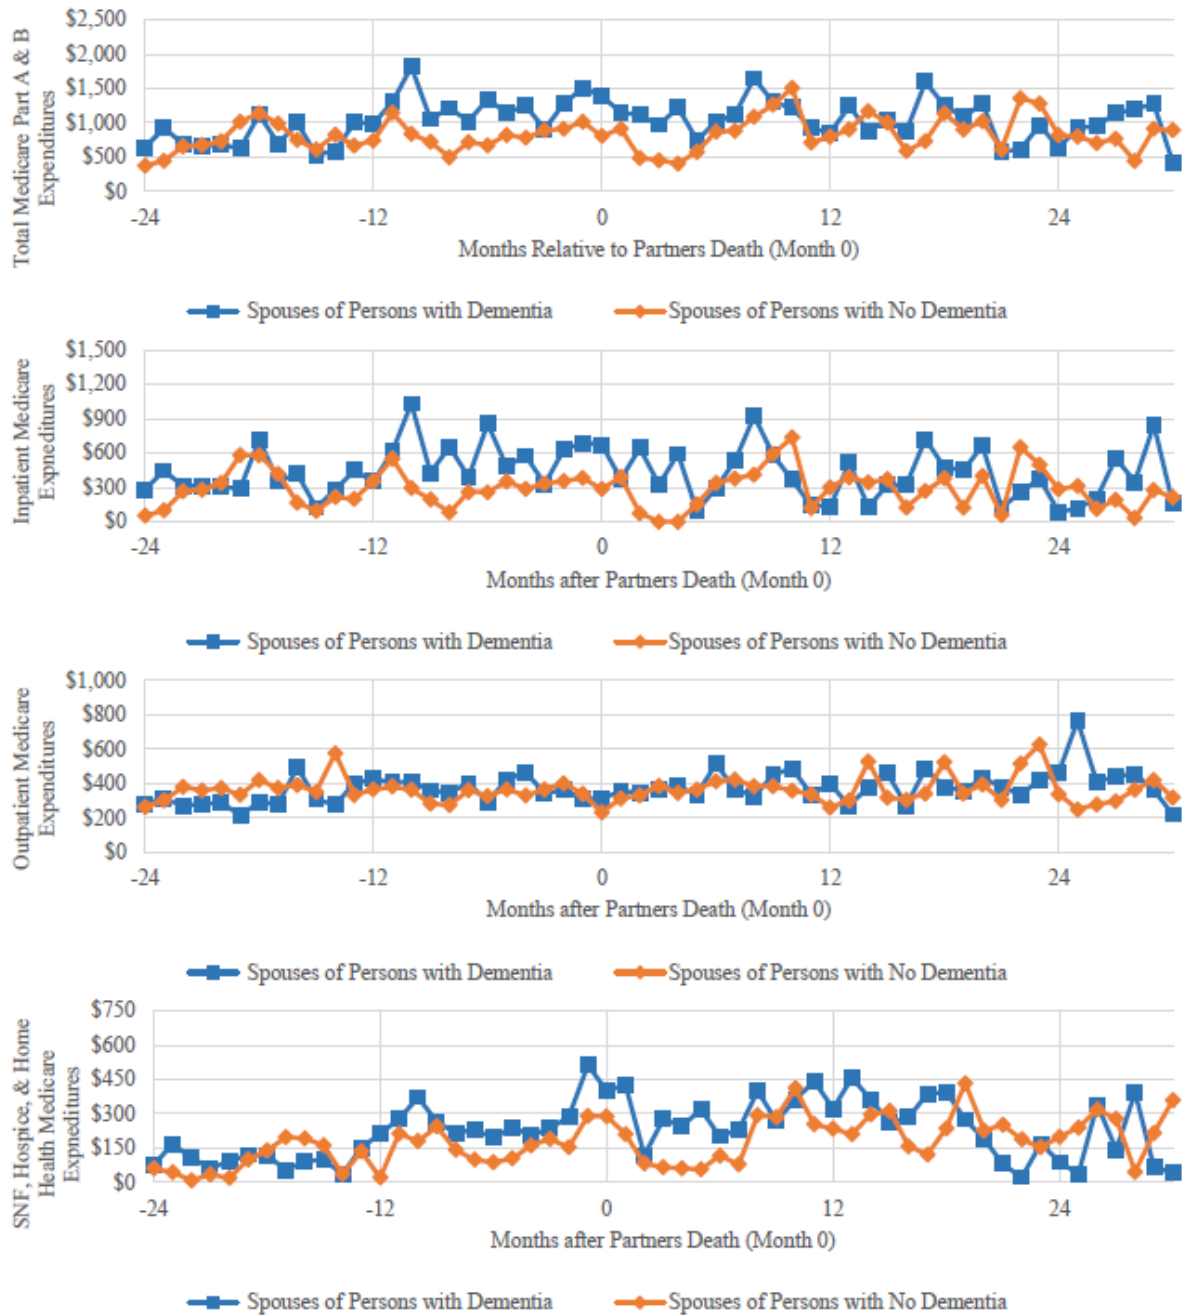 Total Medicare Part A & B
Expenditures
$2,500
$2,000
$1,500
$1,000
$500
$0
-24 -12 0 12 24
Months Relative to Partners Death (Month 0)
Spouses of Persons with Dementia Spouses of Persons with No Dementia
Inpatient Medicare
Expneditures
$1,500
$1,200
$900
$600
$300
$0
-24 -12 0 12 24
Months after Partners Death (Month 0)
Spouses of Persons with Dementia Spouses of Persons with No Dementia
Outpatient Medicare
Expenditures
$1,000
$800
$600
$400
$200
$0
-24 -12 0 12 24
Months after Partners Death (Month 0)
Spouses of Persons with Dementia Spouses of Persons with No Dementia
SNF, Hospice, & Home
Health Medicare
Expneditures
$750
$600
$450
$300
$150
$0
-24 -12 0 12 24
Months after Partners Death (Month 0)
Spouses of Persons with Dementia Spouses of Persons with No Dementia